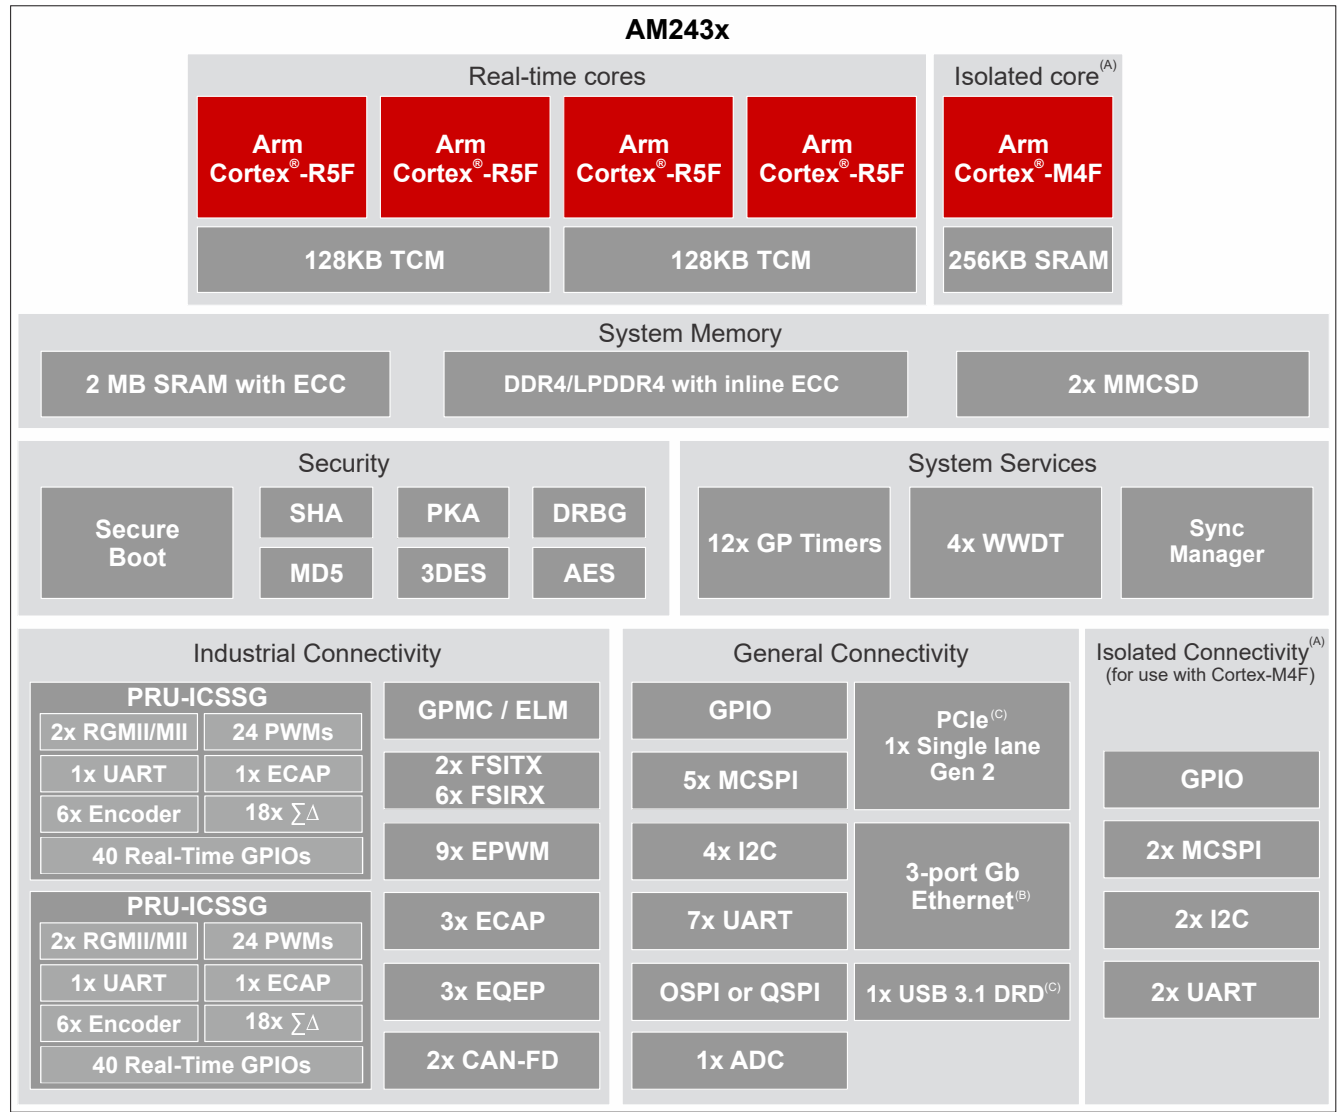 AM243x
Real-time cores
Arm
Cortex®-R5F
Arm
Cortex®-R5F
Arm
Cortex®-R5F
Arm
Cortex®-R5F
128KB TCM
128KB TCM
Isolated core(A)
Arm
Cortex®-M4F
256KB SRAM
System Memory
2 MB SRAM with ECC
DDR4/LPDDR4 with inline ECC
2x MMCSD
Security
Secure
Boot
SHA
PKA
DRBG
MD5
3DES
AES
System Services
12x GP Timers
4x WWDT
Sync
Manager
Industrial Connectivity
PRU-ICSSG
2x RGMII/MII
24 PWMs
1x UART
1x ECAP
6x Encoder
18x ∑Δ
40 Real-Time GPIOs
PRU-ICSSG
2x RGMII/MII
24 PWMs
1x UART
1x ECAP
6x Encoder
18x ∑Δ
40 Real-Time GPIOs
GPMC / ELM
2x FSITX
6x FSIRX
9x EPWM
3x ECAP
3x EQEP
2x CAN-FD
General Connectivity
GPIO
5x MCSPI
4x I2C
7x UART
OSPI or QSPI
1x ADC
PCIe(C)
1x Single lane
Gen 2
3-port Gb
Ethernet(B)
1x USB 3.1 DRD(C)
Isolated Connectivity(A)
(for use with Cortex-M4F)
GPIO
2x MCSPI
2x I2C
2x UART